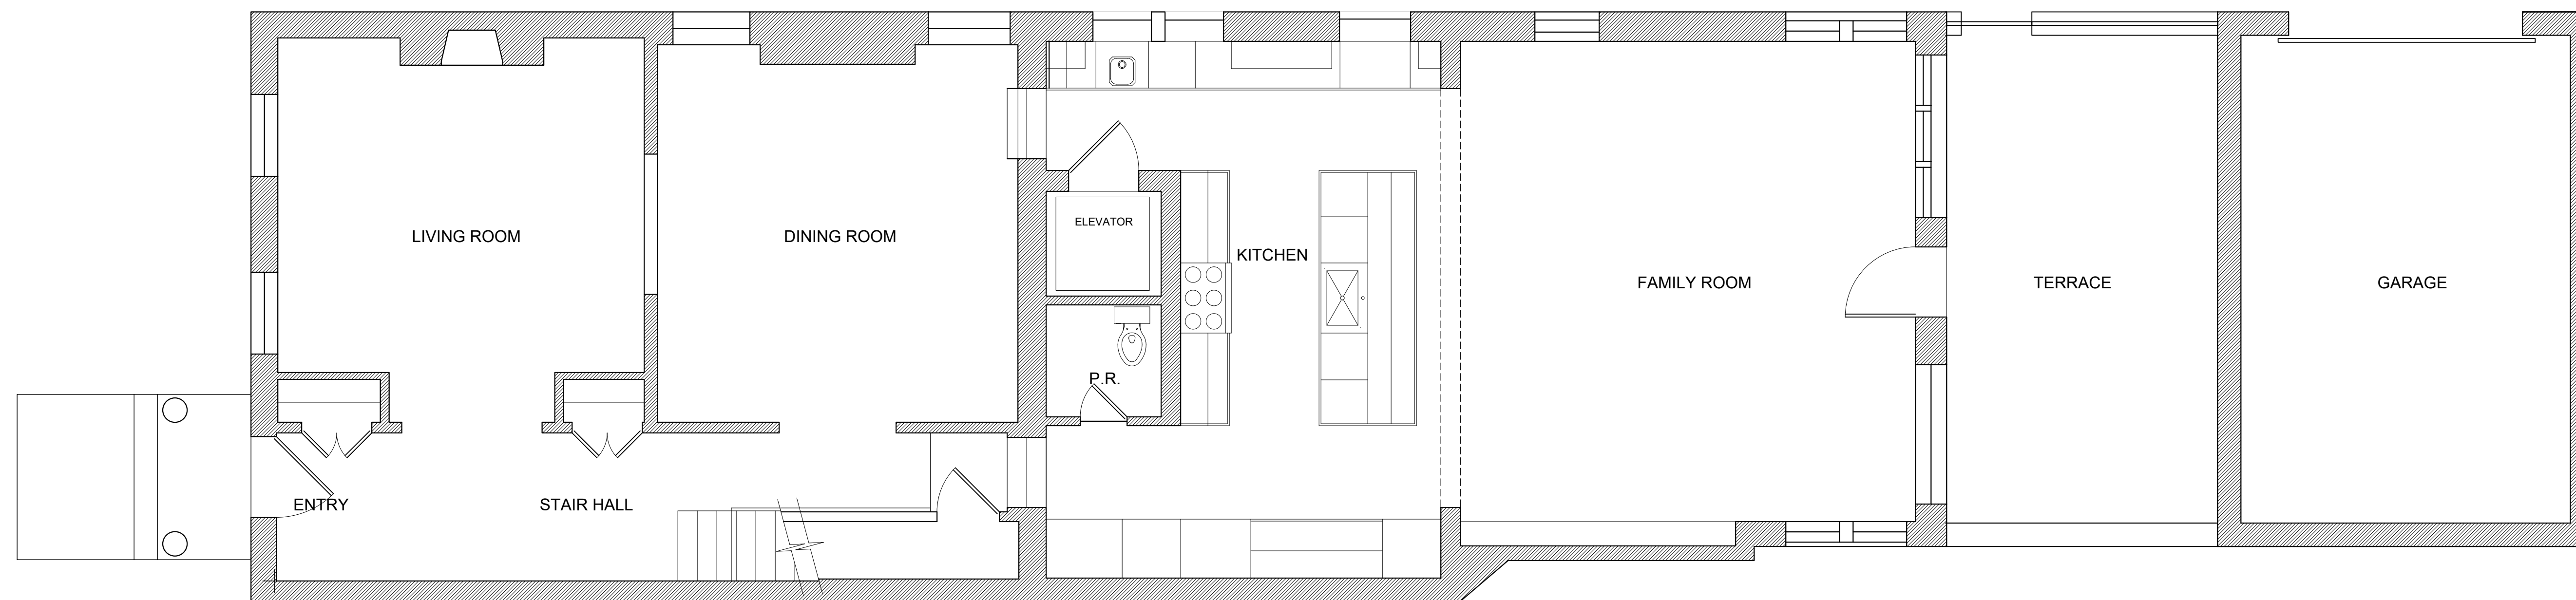 LIVING ROOM
DINING ROOM
ELEVATOR
KITCHEN
FAMILY ROOM
TERRACE
GARAGE
P.R.
ENTRY
STAIR HALL